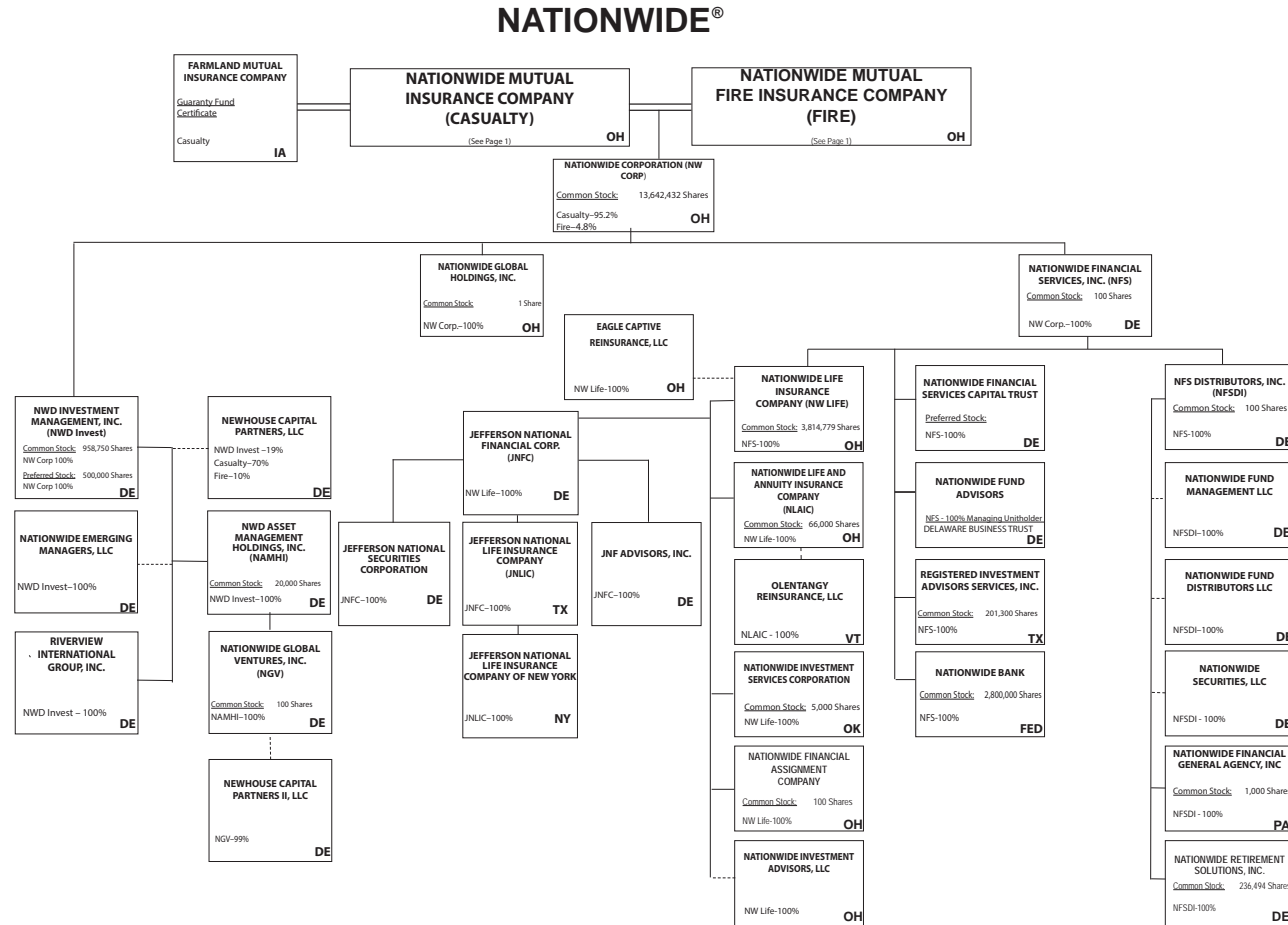 NATIONWIDE®
FARMLAND MUTUAL
INSURANCE COMPANY
Guaranty Fund
Certificate
Casualty
IA
NATIONWIDE MUTUAL
INSURANCE COMPANY
(CASUALTY)
(See Page 1)
OH
NATIONWIDE MUTUAL
FIRE INSURANCE COMPANY
(FIRE)
(See Page 1)
OH
NATIONWIDE CORPORATION (NW
CORP)
Common Stock: 13,642,432 Shares
Casualty–95.2%
OH
Fire–4.8%
NATIONWIDE GLOBAL
HOLDINGS, INC.
Common Stock: 1 Share
NW Corp.–100% OH
NATIONWIDE FINANCIAL
SERVICES, INC. (NFS)
Common Stock: 100 Shares
NW Corp.–100% DE
EAGLE CAPTIVE
REINSURANCE, LLC
NW Life-100% OH
NWD INVESTMENT
MANAGEMENT, INC.
(NWD Invest)
Common Stock: 958,750 Shares
NW Corp 100%
Preferred Stock: 500,000 Shares
NW Corp 100%
DE
NEWHOUSE CAPITAL
PARTNERS, LLC
NWD Invest –19%
Casualty–70%
Fire–10%
DE
NATIONWIDE EMERGING
MANAGERS, LLC
NWD Invest–100%
DE
NWD ASSET
MANAGEMENT
HOLDINGS, INC.
(NAMHI)
Common Stock: 20,000 Shares
NWD Invest–100% DE
RIVERVIEW
INTERNATIONAL
GROUP, INC.
NWD Invest – 100%
DE
NATIONWIDE GLOBAL
VENTURES, INC.
(NGV)
Common Stock: 100 Shares
NAMHI–100%
DE
NEWHOUSE CAPITAL
PARTNERS II, LLC
NGV–99%
DE
JEFFERSON NATIONAL
FINANCIAL CORP.
(JNFC)
NW Life–100% DE
JEFFERSON NATIONAL
SECURITIES
CORPORATION
JNFC–100% DE
JEFFERSON NATIONAL
LIFE INSURANCE
COMPANY
(JNLIC)
JNFC–100% TX
JNF ADVISORS, INC.
JNFC–100%
DE
JEFFERSON NATIONAL
LIFE INSURANCE
COMPANY OF NEW YORK
JNLIC–100% NY
NATIONWIDE LIFE
INSURANCE
COMPANY (NW LIFE)
Common Stock: 3,814,779 Shares
NFS-100% OH
NATIONWIDE LIFE AND
ANNUITY INSURANCE
COMPANY
(NLAIC)
Common Stock: 66,000 Shares
NW Life-100% OH
OLENTANGY
REINSURANCE, LLC
NLAIC - 100% VT
NATIONWIDE INVESTMENT
SERVICES CORPORATION
Common Stock: 5,000 Shares
NW Life-100%
OK
NATIONWIDE FINANCIAL
ASSIGNMENT
COMPANY
Common Stock: 100 Shares
NW Life-100% OH
NATIONWIDE INVESTMENT
ADVISORS, LLC
NW Life-100% OH
NATIONWIDE FINANCIAL
SERVICES CAPITAL TRUST
Preferred Stock:
NFS-100%
DE
NATIONWIDE FUND
ADVISORS
NFS - 100% Managing Unitholder
DELAWARE BUSINESS TRUST
DE
REGISTERED INVESTMENT
ADVISORS SERVICES, INC.
Common Stock: 201,300 Shares
NFS-100%
TX
NATIONWIDE BANK
Common Stock: 2,800,000 Shares
NFS-100%
FED
NFS DISTRIBUTORS, INC.
(NFSDI)
Common Stock: 100 Shares
NFS-100%
DE
NATIONWIDE FUND
MANAGEMENT LLC
NFSDI–100% DE
NATIONWIDE FUND
DISTRIBUTORS LLC
NFSDI–100% DE
NATIONWIDE
SECURITIES, LLC
NFSDI - 100% DE
NATIONWIDE FINANCIAL
GENERAL AGENCY, INC
Common Stock: 1,000 Shares
NFSDI - 100%
PA
NATIONWIDE RETIREMENT
SOLUTIONS, INC.
Common Stock: 236,494 Shares
NFSDI-100%
DE